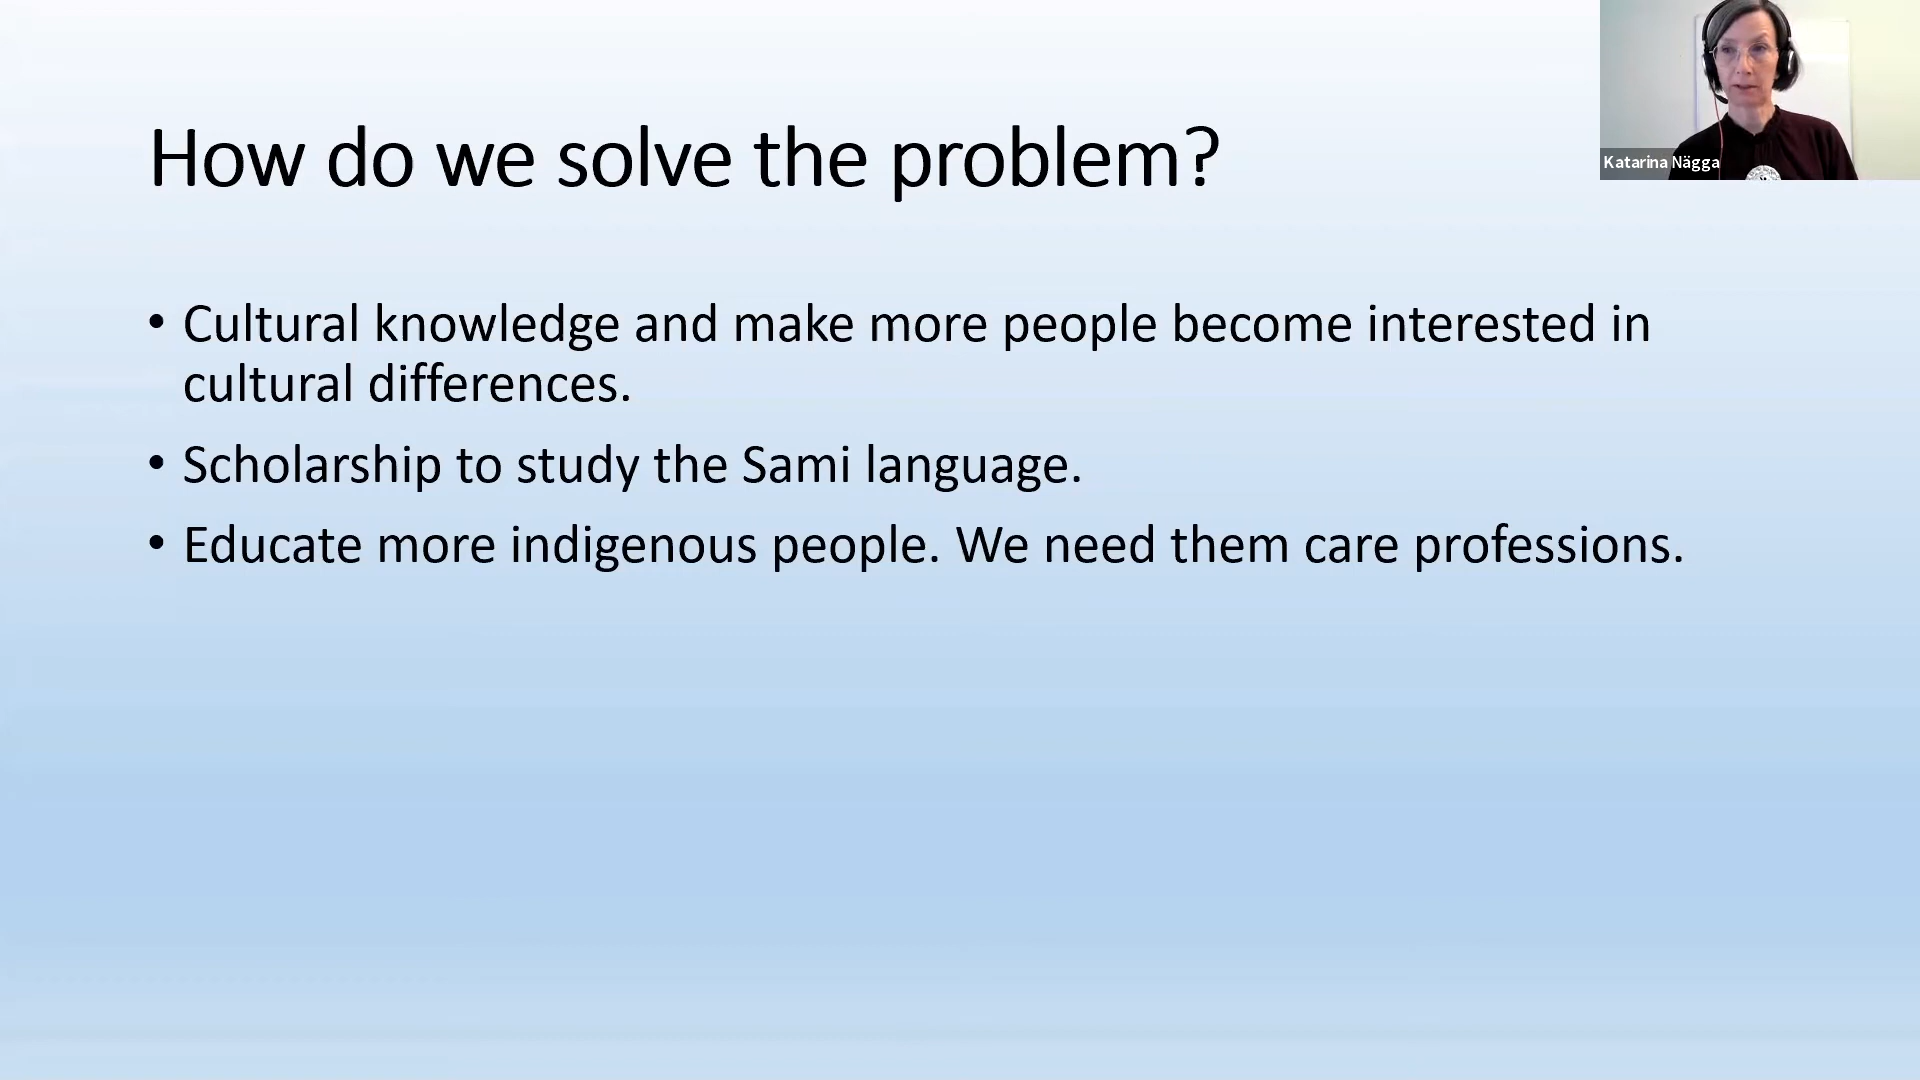 How do we solve the problem?
Katarina Nägga
• Cultural knowledge and make more people become interested in
cultural differences.
• Scholarship to study the Sami language.
• Educate more indigenous people. We need them care professions.